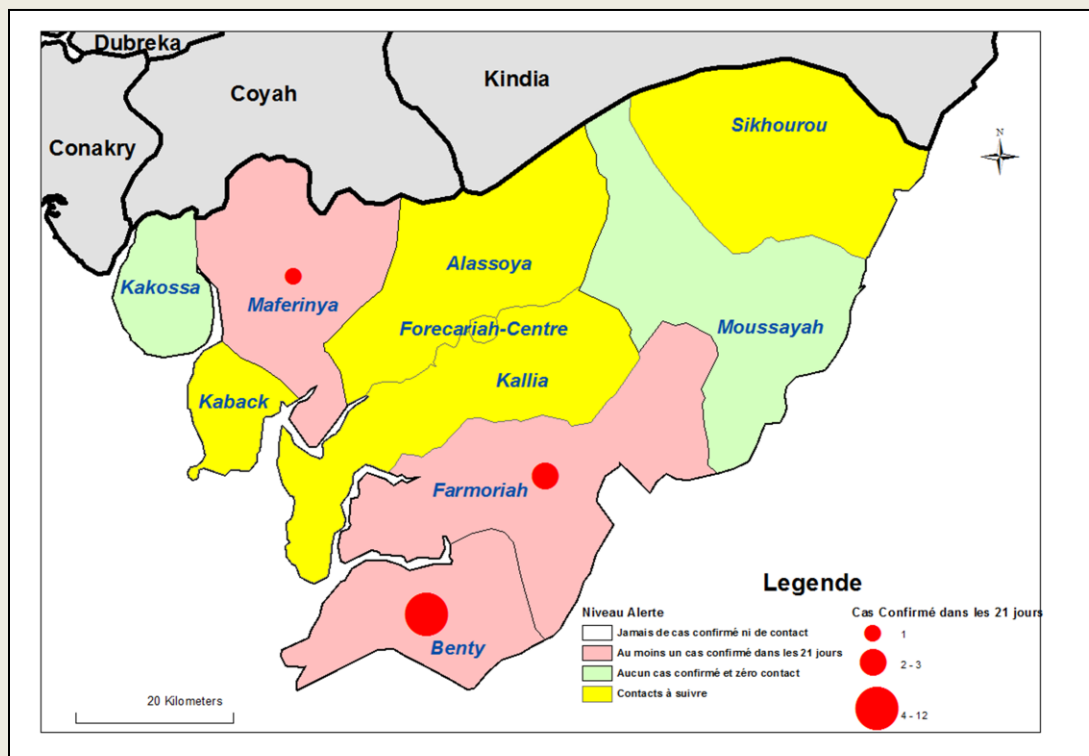 Dubreka
Coyah
Kindia
Conakry
Sikhourou
N
Alassoya
Kakossa
Maferinya
Forecariah-Centre
Moussayah
Kallia
Kaback
Farmoriah
Benty
20 Kilometers
Legende
Niveau Alerte
Jamais de cas confirmé ni de contact
Au moins un cas confirmé dans les 21 jours
Aucun cas confirmé et zéro contact
Contacts à suivre
Cas Confirmé dans les 21 jours
1
2 - 3
4 - 12